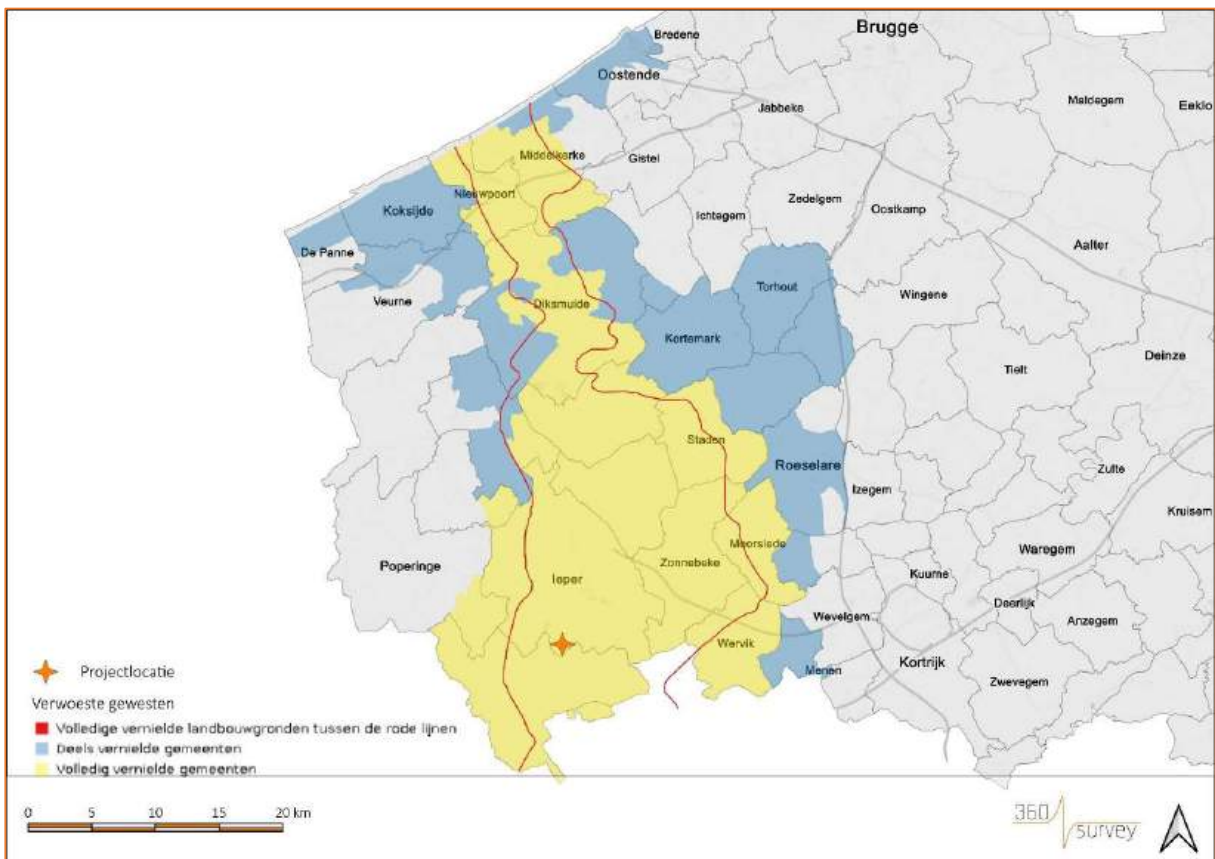 Brugge
Bredene
Oostende
Maldegem
Eeklo
Jabbeke
Middelkerke
Gistel
Nieuwpoort
Zedelgem
Ichtegem
Oostkamp
Koksijde
Aalter
De Panne
Torhout
Veurne
Diksmuide
Wingene
Kortemark
Deinze
Tielt
Staden
Roeselare
Zulte
Izegem
Kruisem
Moorslede
Waregem
Zonnebeke
Poperinge
Ieper
Kuurne
Deerlijk
Wevelgem
Anzegem
Wervik
Kortrijk
Menen
Zwevegem
Projectlocatie
Verwoeste gewesten
Volledige vernielde landbouwgronden tussen de rode lijnen
Deels vernielde gemeenten
Volledig vernielde gemeenten
0 5 10 15 20 km
360
survey